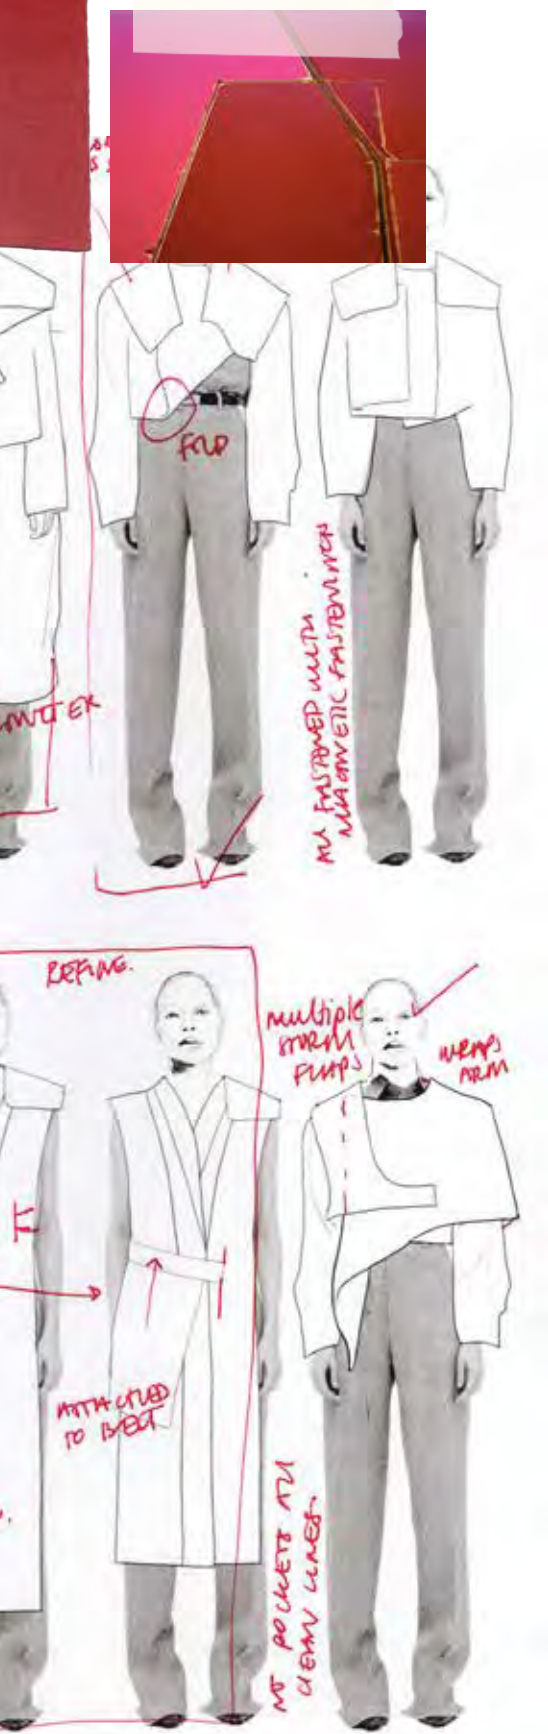 FOLD
ALL FASTENED WITH
MAGNETIC FASTENINGS
REFINE.
multiple
STORM
FLAPS
WRAPS
ARM
ATTACHED
TO BELT
NO POCKETS ALL
CLEAN LINES.